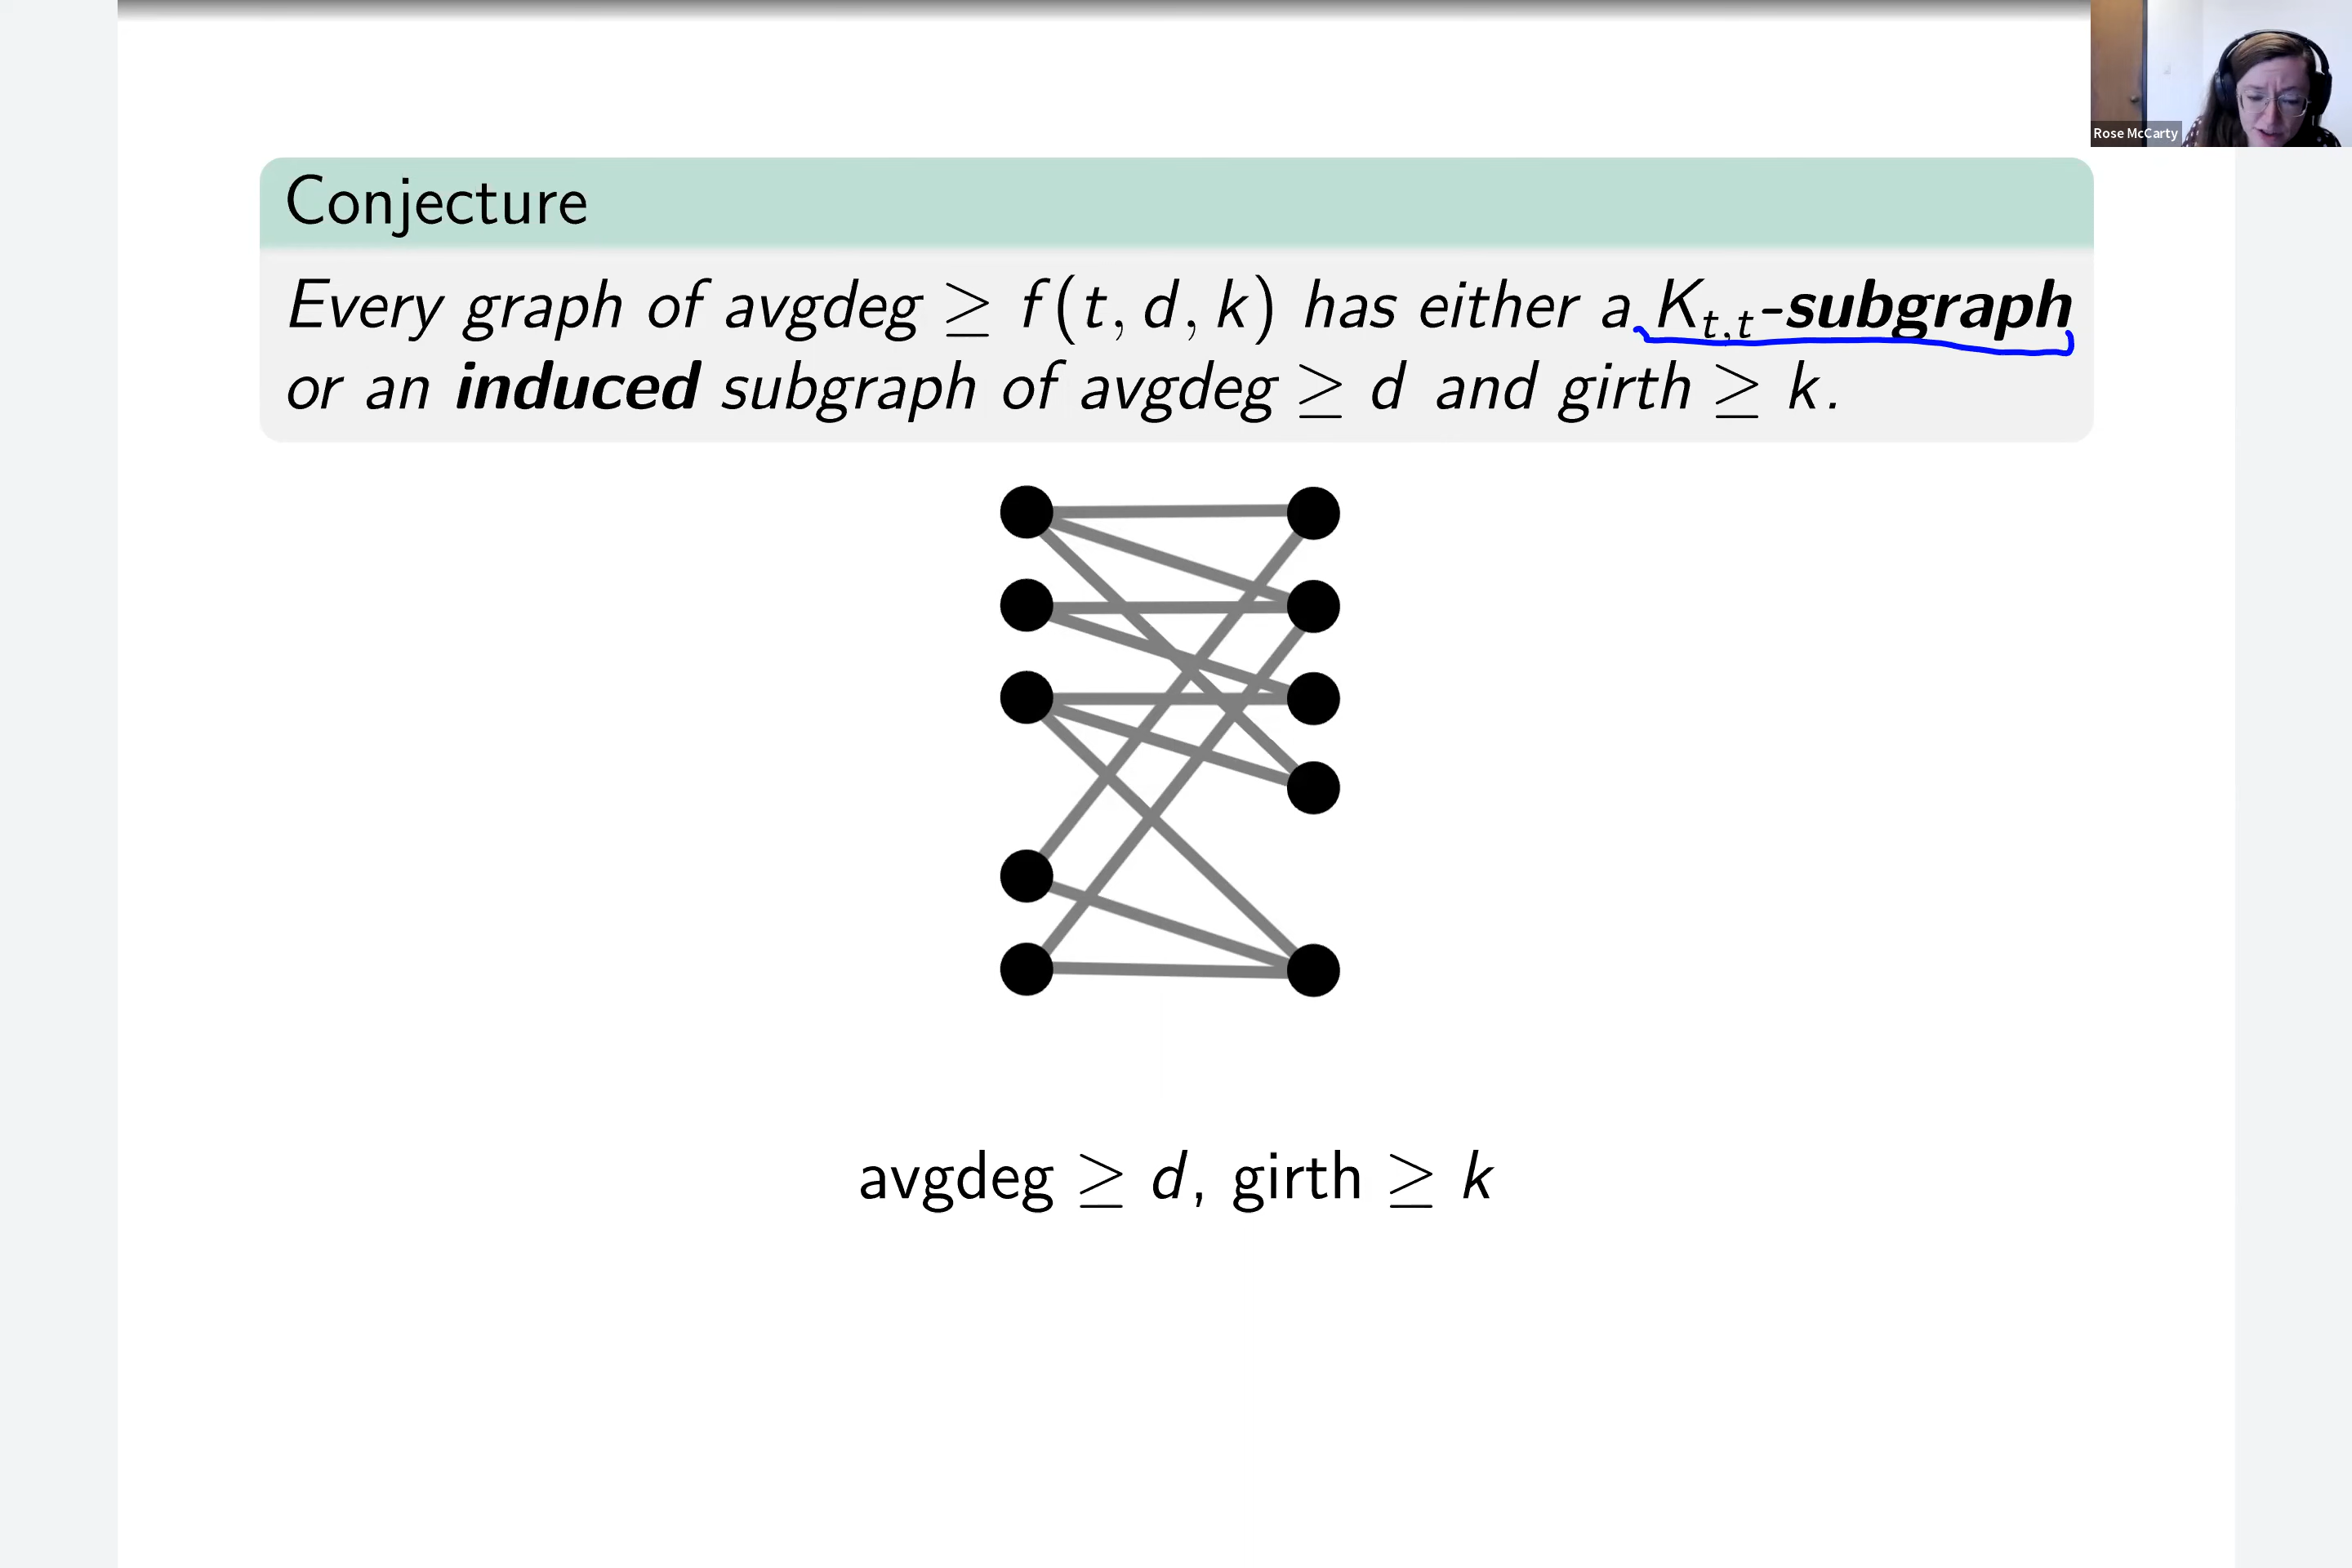 Rose McCarty
Conjecture
Every graph of avgdeg ≥ f(t, d, k) has either a K_{t,t}-subgraph
or an induced subgraph of avgdeg ≥ d and girth ≥ k.
avgdeg ≥ d, girth ≥ k